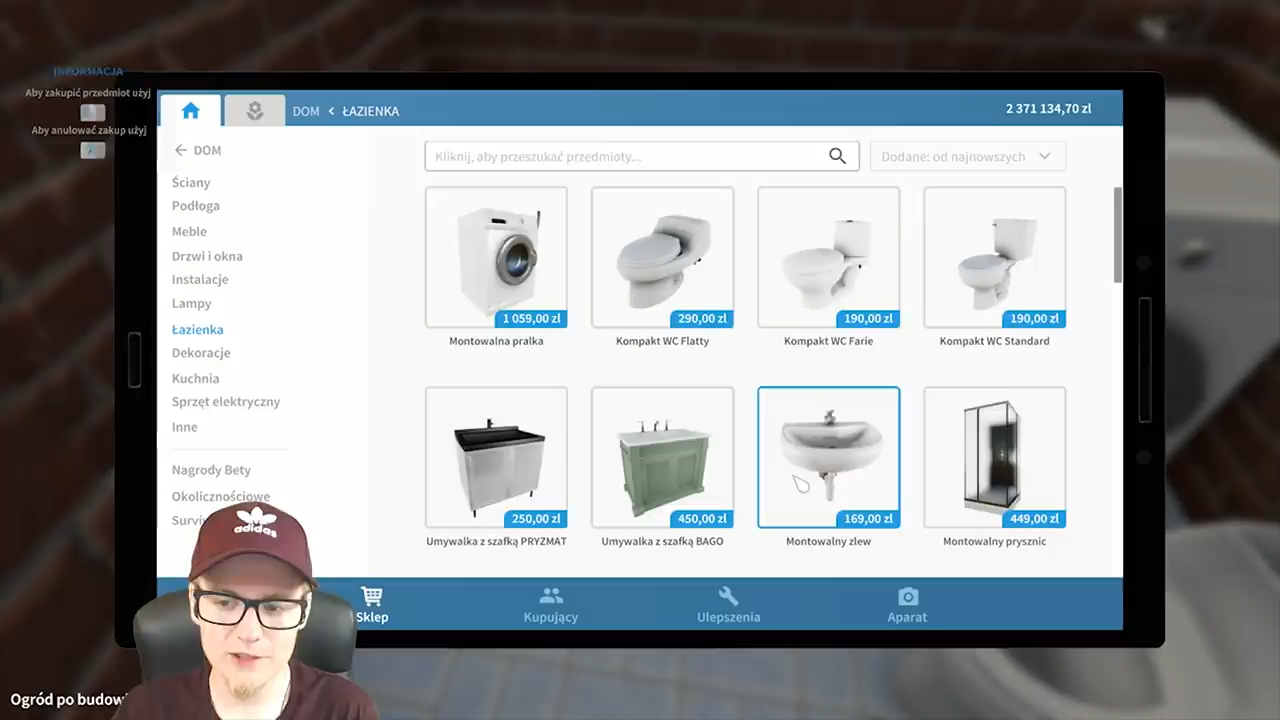 INFORMACJA
Aby zakupić przedmiot użyj
Aby anulować zakup użyj
DOM < ŁAZIENKA
2 371 134,70 zl
← DOM
Ściany
Podłoga
Meble
Drzwi i okna
Instalacje
Lampy
Łazienka
Dekoracje
Kuchnia
Sprzęt elektryczny
Inne
Nagrody Bety
Okolicznościowe
Surviv
Kliknij, aby przeszukać przedmioty...
Dodane: od najnowszych
1 059,00 zl
Montowalna pralka
290,00 zl
Kompakt WC Flatty
190,00 zl
Kompakt WC Farie
190,00 zl
Kompakt WC Standard
250,00 zl
Umywalka z szafką PRYZMAT
450,00 zl
Umywalka z szafką BAGO
169,00 zl
Montowalny zlew
449,00 zl
Montowalny prysznic
Sklep
Kupujący
Ulepszenia
Aparat
adidas
Ogród po budowi